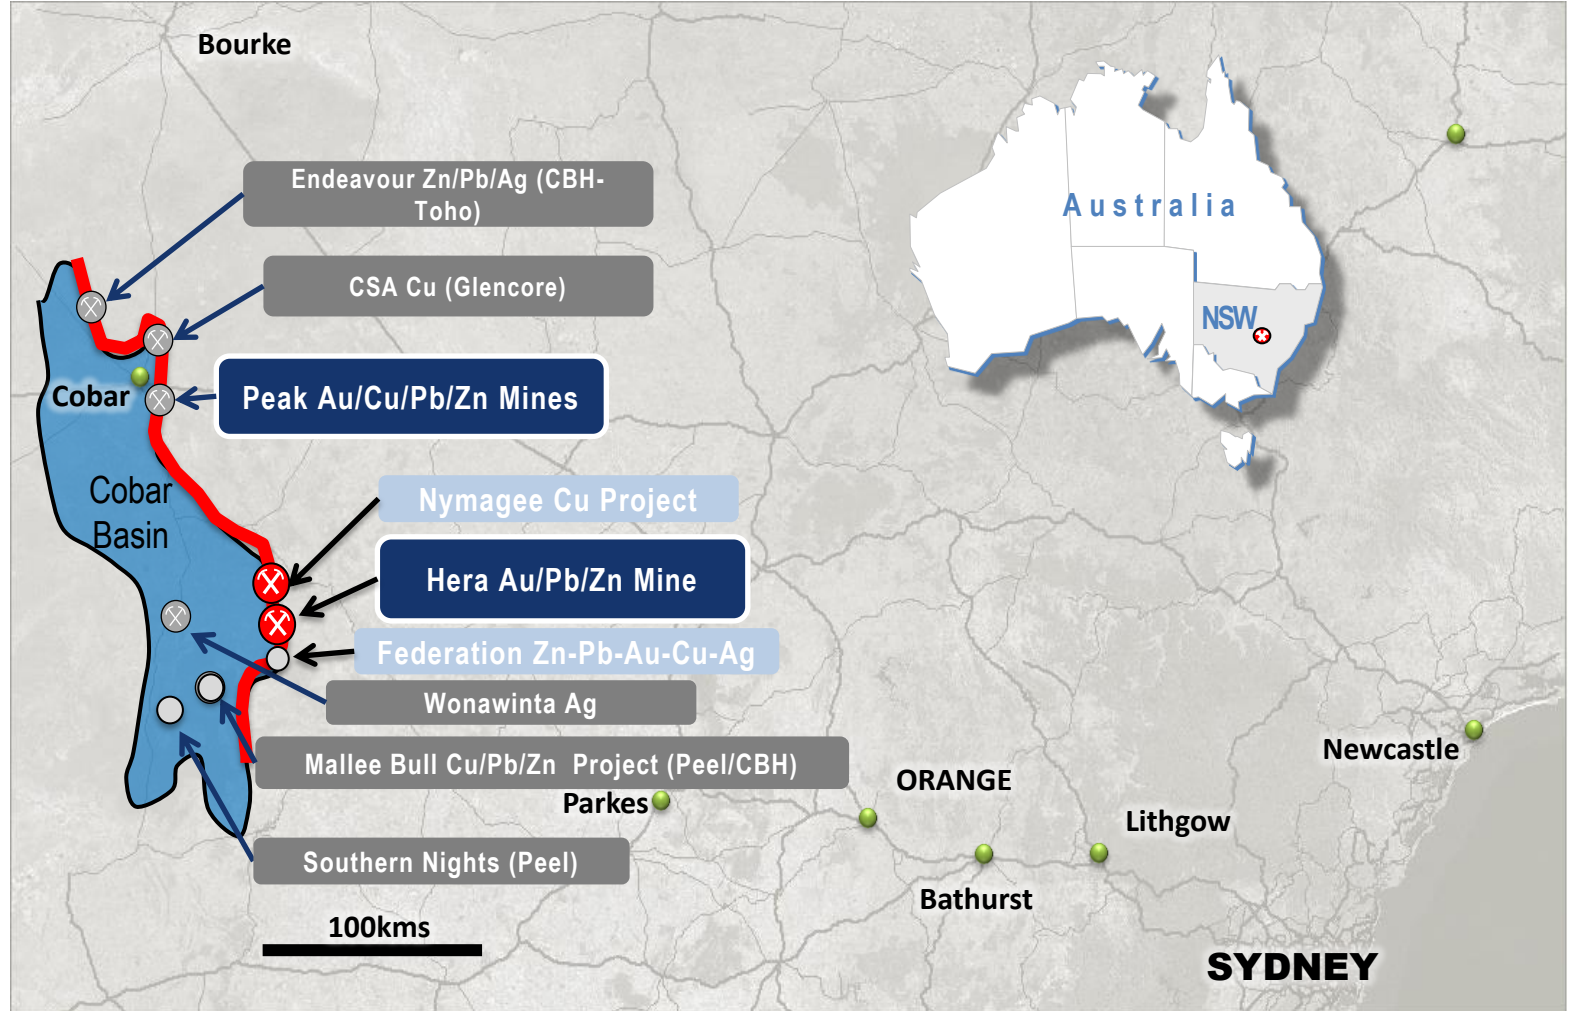 Bourke
Endeavour Zn/Pb/Ag (CBH-
Toho)
Australia
CSA Cu (Glencore)
NSW
Cobar
Peak Au/Cu/Pb/Zn Mines
Cobar
Basin
Nymagee Cu Project
Hera Au/Pb/Zn Mine
Federation Zn-Pb-Au-Cu-Ag
Wonawinta Ag
Mallee Bull Cu/Pb/Zn Project (Peel/CBH)
Newcastle
ORANGE
Parkes
Lithgow
Southern Nights (Peel)
Bathurst
100kms
SYDNEY